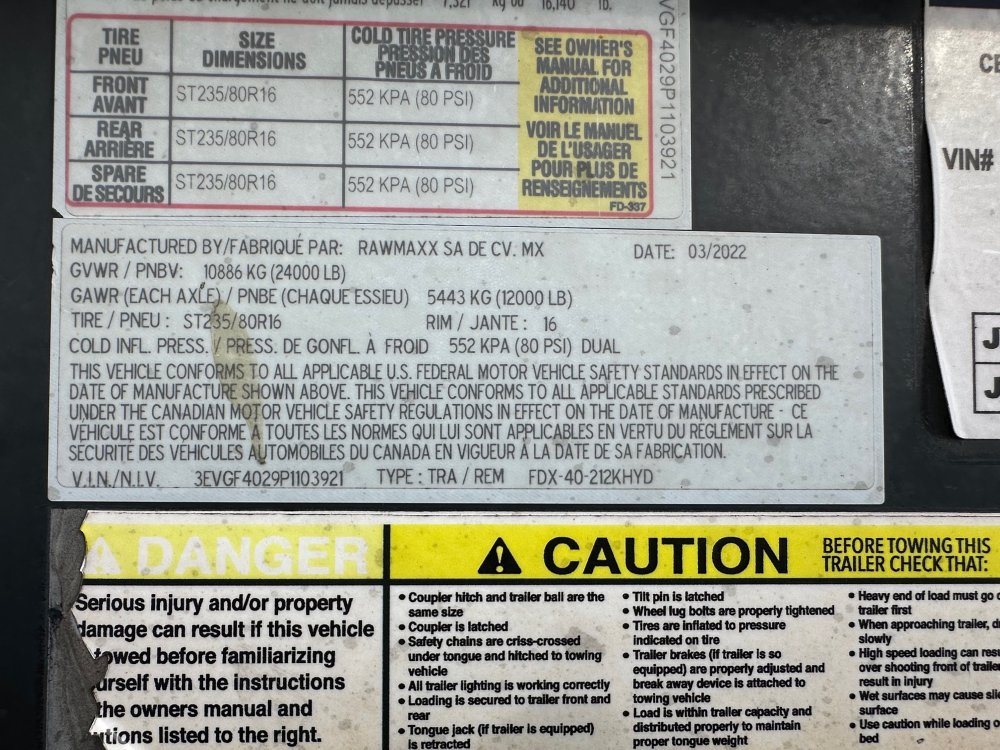 chargement ne doit jamais dépasser 7,321 kg ou 16,140 lb.
TIRE
PNEU
SIZE
DIMENSIONS
COLD TIRE PRESSURE
PRESSION DES
PNEUS A FROID
SEE OWNER'S
MANUAL FOR
ADDITIONAL
INFORMATION
VOIR LE MANUEL
DE L'USAGER
POUR PLUS DE
RENSEIGNEMENTS
FD-337
FRONT
AVANT
ST235/80R16
552 KPA (80 PSI)
REAR
ARRIÈRE
ST235/80R16
552 KPA (80 PSI)
SPARE
DE SECOURS
ST235/80R16
552 KPA (80 PSI)
VGF4029P1103921
MANUFACTURED BY/FABRIQUÉ PAR: RAWMAXX SA DE CV. MX DATE: 03/2022
GVWR / PNBV: 10886 KG (24000 LB)
GAWR (EACH AXLE) / PNBE (CHAQUE ESSIEU) 5443 KG (12000 LB)
TIRE / PNEU : ST235/80R16 RIM / JANTE : 16
COLD INFL. PRESS. / PRESS. DE GONFL. À FROID 552 KPA (80 PSI) DUAL
THIS VEHICLE CONFORMS TO ALL APPLICABLE U.S. FEDERAL MOTOR VEHICLE SAFETY STANDARDS IN EFFECT ON THE
DATE OF MANUFACTURE SHOWN ABOVE. THIS VEHICLE CONFORMS TO ALL APPLICABLE STANDARDS PRESCRIBED
UNDER THE CANADIAN MOTOR VEHICLE SAFETY REGULATIONS IN EFFECT ON THE DATE OF MANUFACTURE - CE
VEHICULE EST CONFORME A TOUTES LES NORMES QUI LUI SONT APPLICABLES EN VERTU DU REGLEMENT SUR LA
SECURITE DES VEHICULES AUTOMOBILES DU CANADA EN VIGUEUR À LA DATE DE SA FABRICATION.
V.I.N./N.I.V. 3EVGF4029P1103921 TYPE : TRA / REM FDX-40-212KHYD
CE
VIN#
J
J
DANGER
Serious injury and/or property
damage can result if this vehicle
towed before familiarizing
urself with the instructions
the owners manual and
utions listed to the right.
CAUTION
BEFORE TOWING THIS
TRAILER CHECK THAT:
• Coupler hitch and trailer ball are the
same size
• Coupler is latched
• Safety chains are criss-crossed
under tongue and hitched to towing
vehicle
• All trailer lighting is working correctly
• Loading is secured to trailer front and
rear
• Tongue jack (if trailer is equipped)
is retracted
• Tilt pin is latched
• Wheel lug bolts are properly tightened
• Tires are inflated to pressure
indicated on tire
• Trailer brakes (if trailer is so
equipped) are properly adjusted and
break away device is attached to
towing vehicle
• Load is within trailer capacity and
distributed properly to maintain
proper tongue weight
• Heavy end of load must go o
trailer first
• When approaching trailer, dr
slowly
• High speed loading can resu
over shooting front of trailer
result in injury
• Wet surfaces may cause slic
surface
• Use caution while loading o
bed